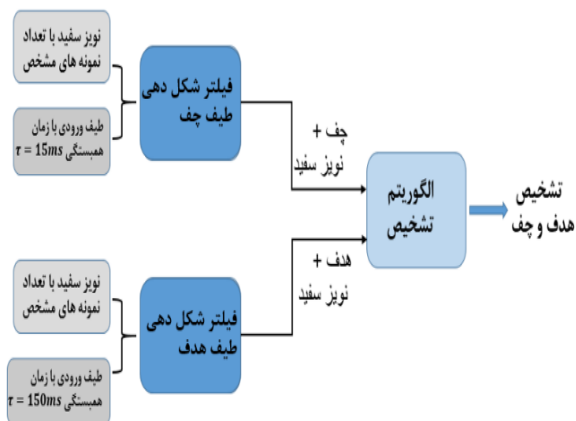 نویز سفید با تعداد
نمونه های مشخص
طیف ورودی با زمان
همبستگی τ = 15ms
فیلتر شکل دهی
طیف چف
چف +
نویز سفید
الگوریتم
تشخیص
تشخیص
هدف و چف
هدف +
نویز سفید
نویز سفید با تعداد
نمونه های مشخص
طیف ورودی با زمان
همبستگی τ = 150ms
فیلتر شکل دهی
طیف هدف